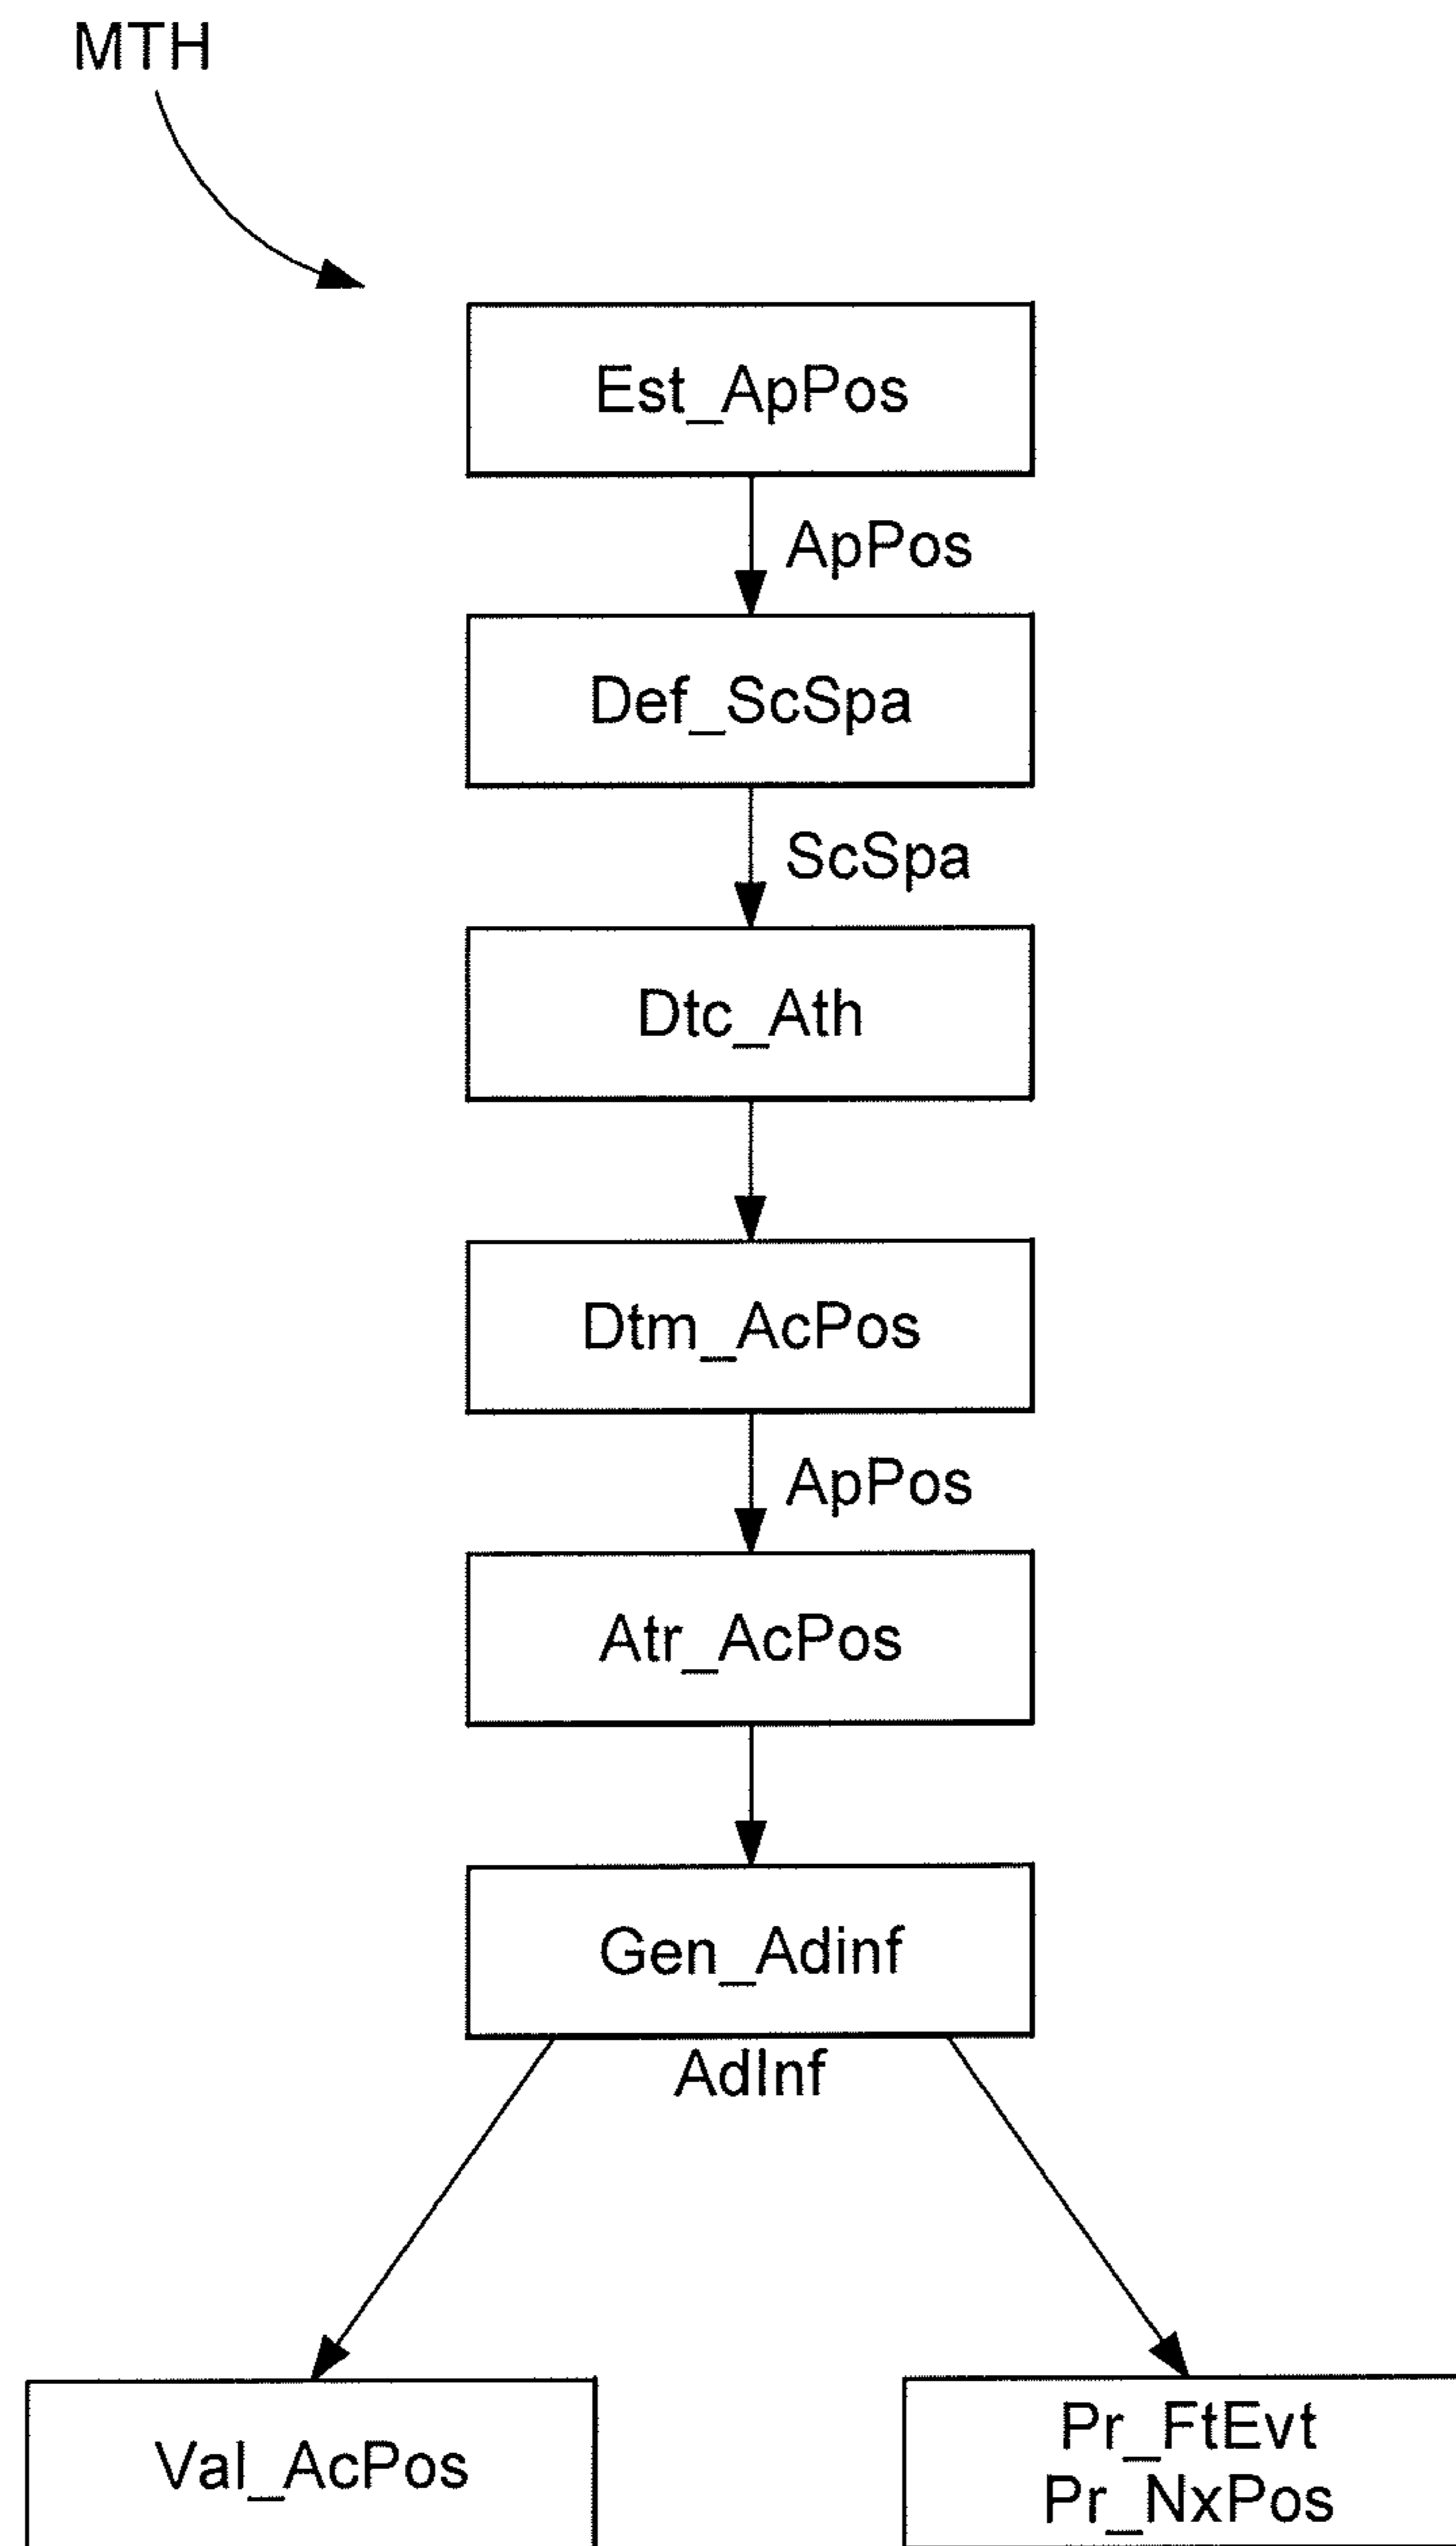 MTH
Est_ApPos
ApPos
Def_ScSpa
ScSpa
Dtc_Ath
Dtm_AcPos
ApPos
Atr_AcPos
Gen_Adinf
AdInf
Val_AcPos
Pr_FtEvt
Pr_NxPos